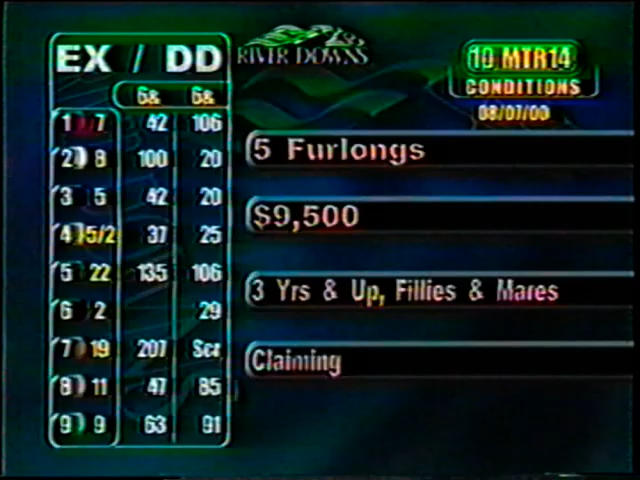 EX / DD
RIVER DOWNS
10 MTR14
CONDITIONS
08/07/00
6& 6&
1 7 42 106
2 8 100 20
3 5 42 20
4 5/2 37 25
5 22 135 106
6 2 29
7 19 207 Scr
8 11 47 85
9 9 63 91
5 Furlongs
$9,500
3 Yrs & Up, Fillies & Mares
Claiming